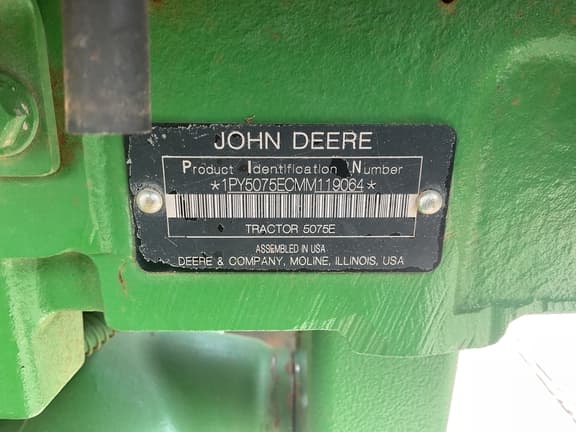 JOHN DEERE
Product Identification Number
*1PY5075ECMM119064*
TRACTOR 5075E
ASSEMBLED IN USA
DEERE & COMPANY, MOLINE, ILLINOIS, USA